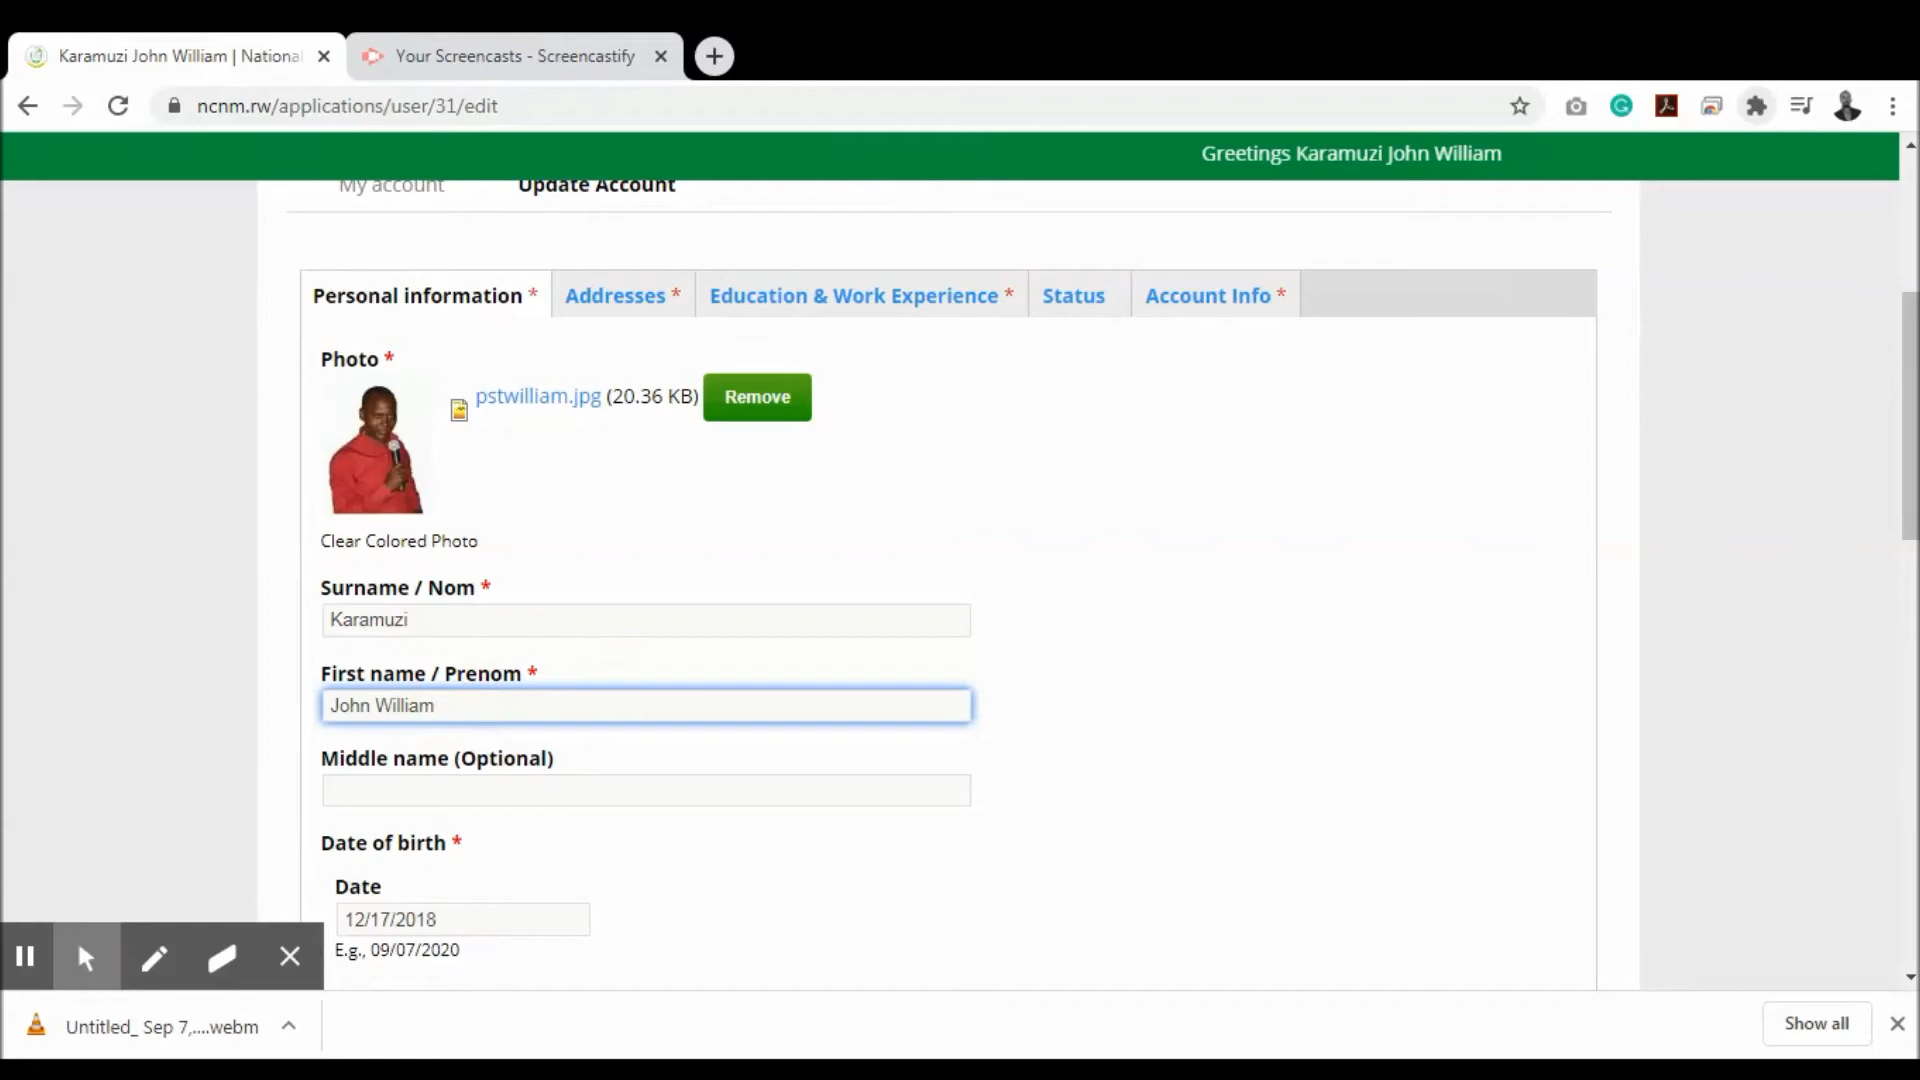 Karamuzi John William | National
Your Screencasts - Screencastify
ncnm.rw/applications/user/31/edit
Greetings Karamuzi John William
My account
Update Account
Personal information *
Addresses *
Education & Work Experience *
Status
Account Info *
Photo *
pstwilliam.jpg (20.36 KB)
Remove
Clear Colored Photo
Surname / Nom *
Karamuzi
First name / Prenom *
John William
Middle name (Optional)
Date of birth *
Date
12/17/2018
E.g., 09/07/2020
Untitled_ Sep 7,....webm
Show all